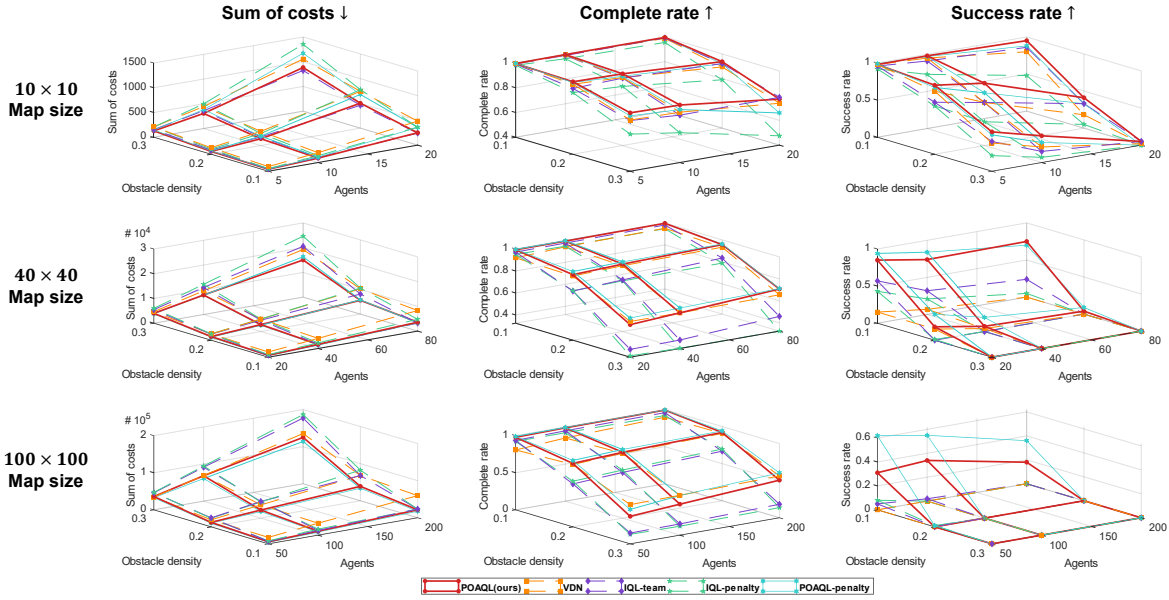 Sum of costs ↓
Complete rate ↑
Success rate ↑
10 × 10
Map size
Sum of costs
1500
1000
500
0
0.3
0.2
0.1
Obstacle density
5
10
15
20
Agents
Complete rate
1
0.8
0.6
0.4
0.1
0.2
0.3
Obstacle density
5
10
15
20
Agents
Success rate
1
0.5
0
0.1
0.2
0.3
Obstacle density
5
10
15
20
Agents
40 × 40
Map size
# 10^4
Sum of costs
3
2
1
0
0.3
0.2
0.1
Obstacle density
20
40
60
80
Agents
Complete rate
1
0.8
0.6
0.4
0.1
0.2
0.3
Obstacle density
20
40
60
80
Agents
Success rate
1
0.5
0
0.1
0.2
0.3
Obstacle density
20
40
60
80
Agents
100 × 100
Map size
# 10^5
Sum of costs
2
1
0
0.3
0.2
0.1
Obstacle density
50
100
150
200
Agents
Complete rate
1
0.5
0
0.1
0.2
0.3
Obstacle density
50
100
150
200
Agents
Success rate
0.6
0.4
0.2
0
0.1
0.2
0.3
Obstacle density
50
100
150
200
Agents
POAQL(ours) VDN IQL-team IQL-penalty POAQL-penalty